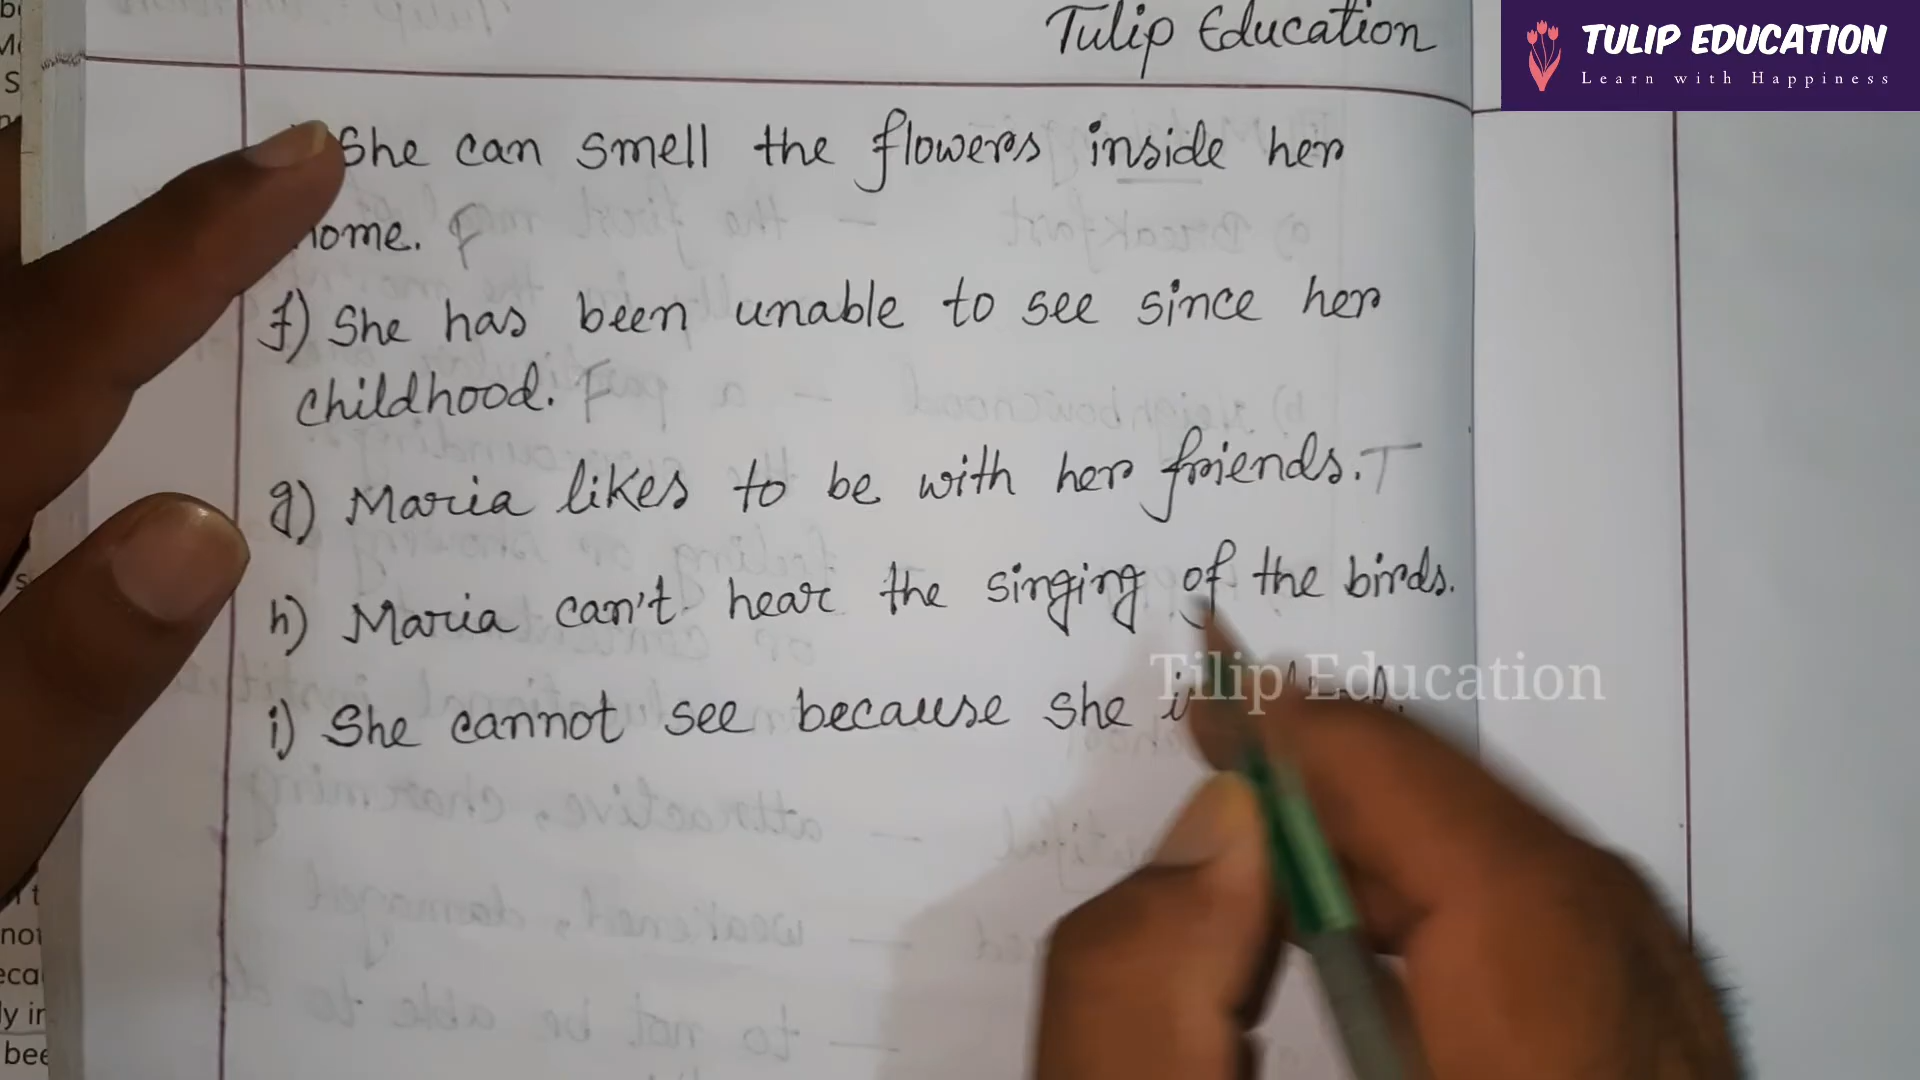 Tulip Education
TULIP EDUCATION
Learn with Happiness
She can smell the flowers inside her
home. F
f) She has been unable to see since her
childhood. F
g) Maria likes to be with her friends. T
h) Maria can't hear the singing of the birds.
Tilip Education
i) She cannot see because she